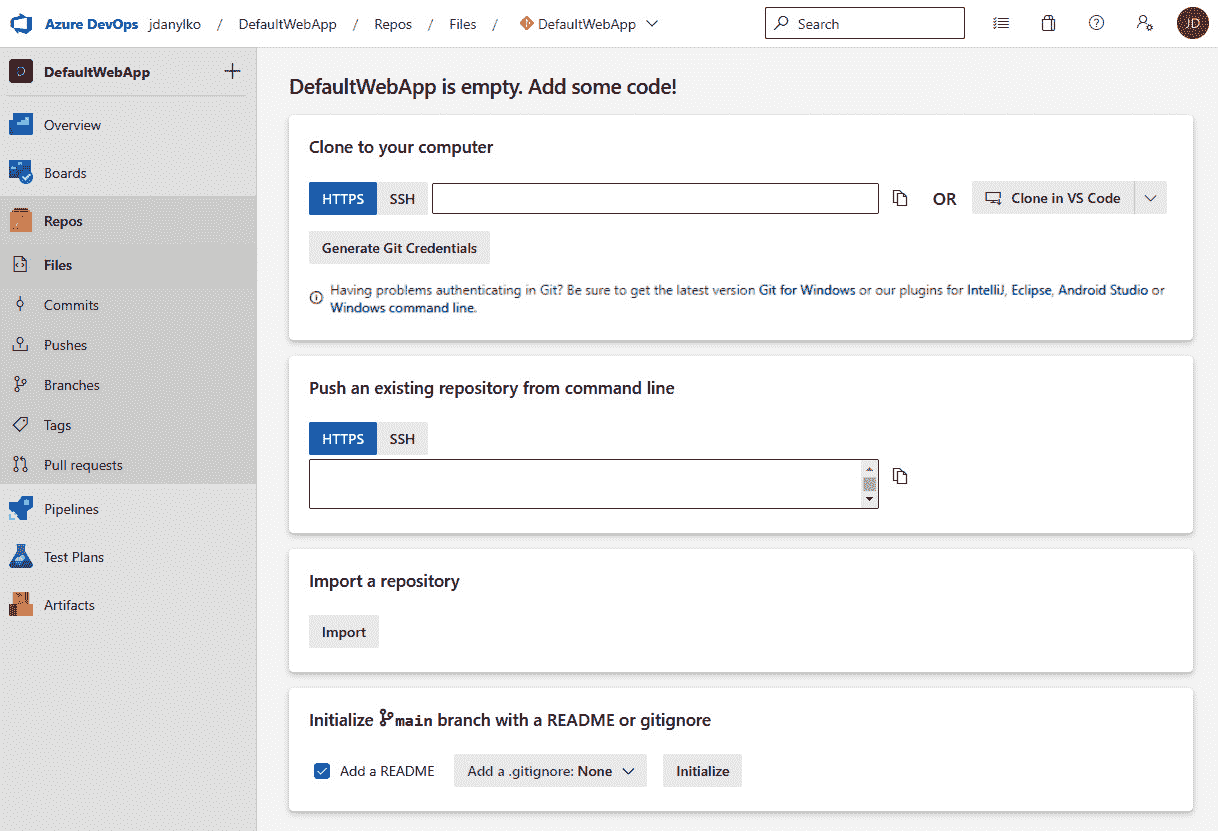 Azure DevOps jdanylko / DefaultWebApp / Repos / Files / DefaultWebApp
Search
JD
D DefaultWebApp
Overview
Boards
Repos
Files
Commits
Pushes
Branches
Tags
Pull requests
Pipelines
Test Plans
Artifacts
DefaultWebApp is empty. Add some code!
Clone to your computer
HTTPS SSH OR Clone in VS Code
Generate Git Credentials
Having problems authenticating in Git? Be sure to get the latest version Git for Windows or our plugins for IntelliJ, Eclipse, Android Studio or
Windows command line.
Push an existing repository from command line
HTTPS SSH
Import a repository
Import
Initialize main branch with a README or gitignore
Add a README Add a .gitignore: None Initialize